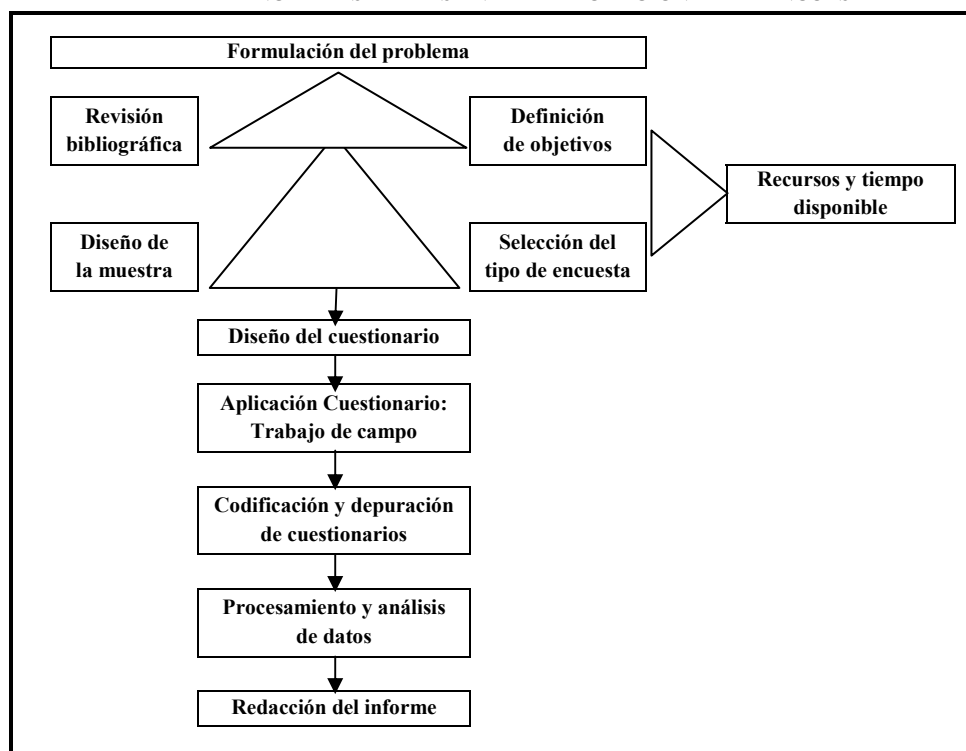 Formulación del problema
Revisión
bibliográfica
Definición
de objetivos
Recursos y tiempo
disponible
Diseño de
la muestra
Selección del
tipo de encuesta
Diseño del cuestionario
Aplicación Cuestionario:
Trabajo de campo
Codificación y depuración
de cuestionarios
Procesamiento y análisis
de datos
Redacción del informe